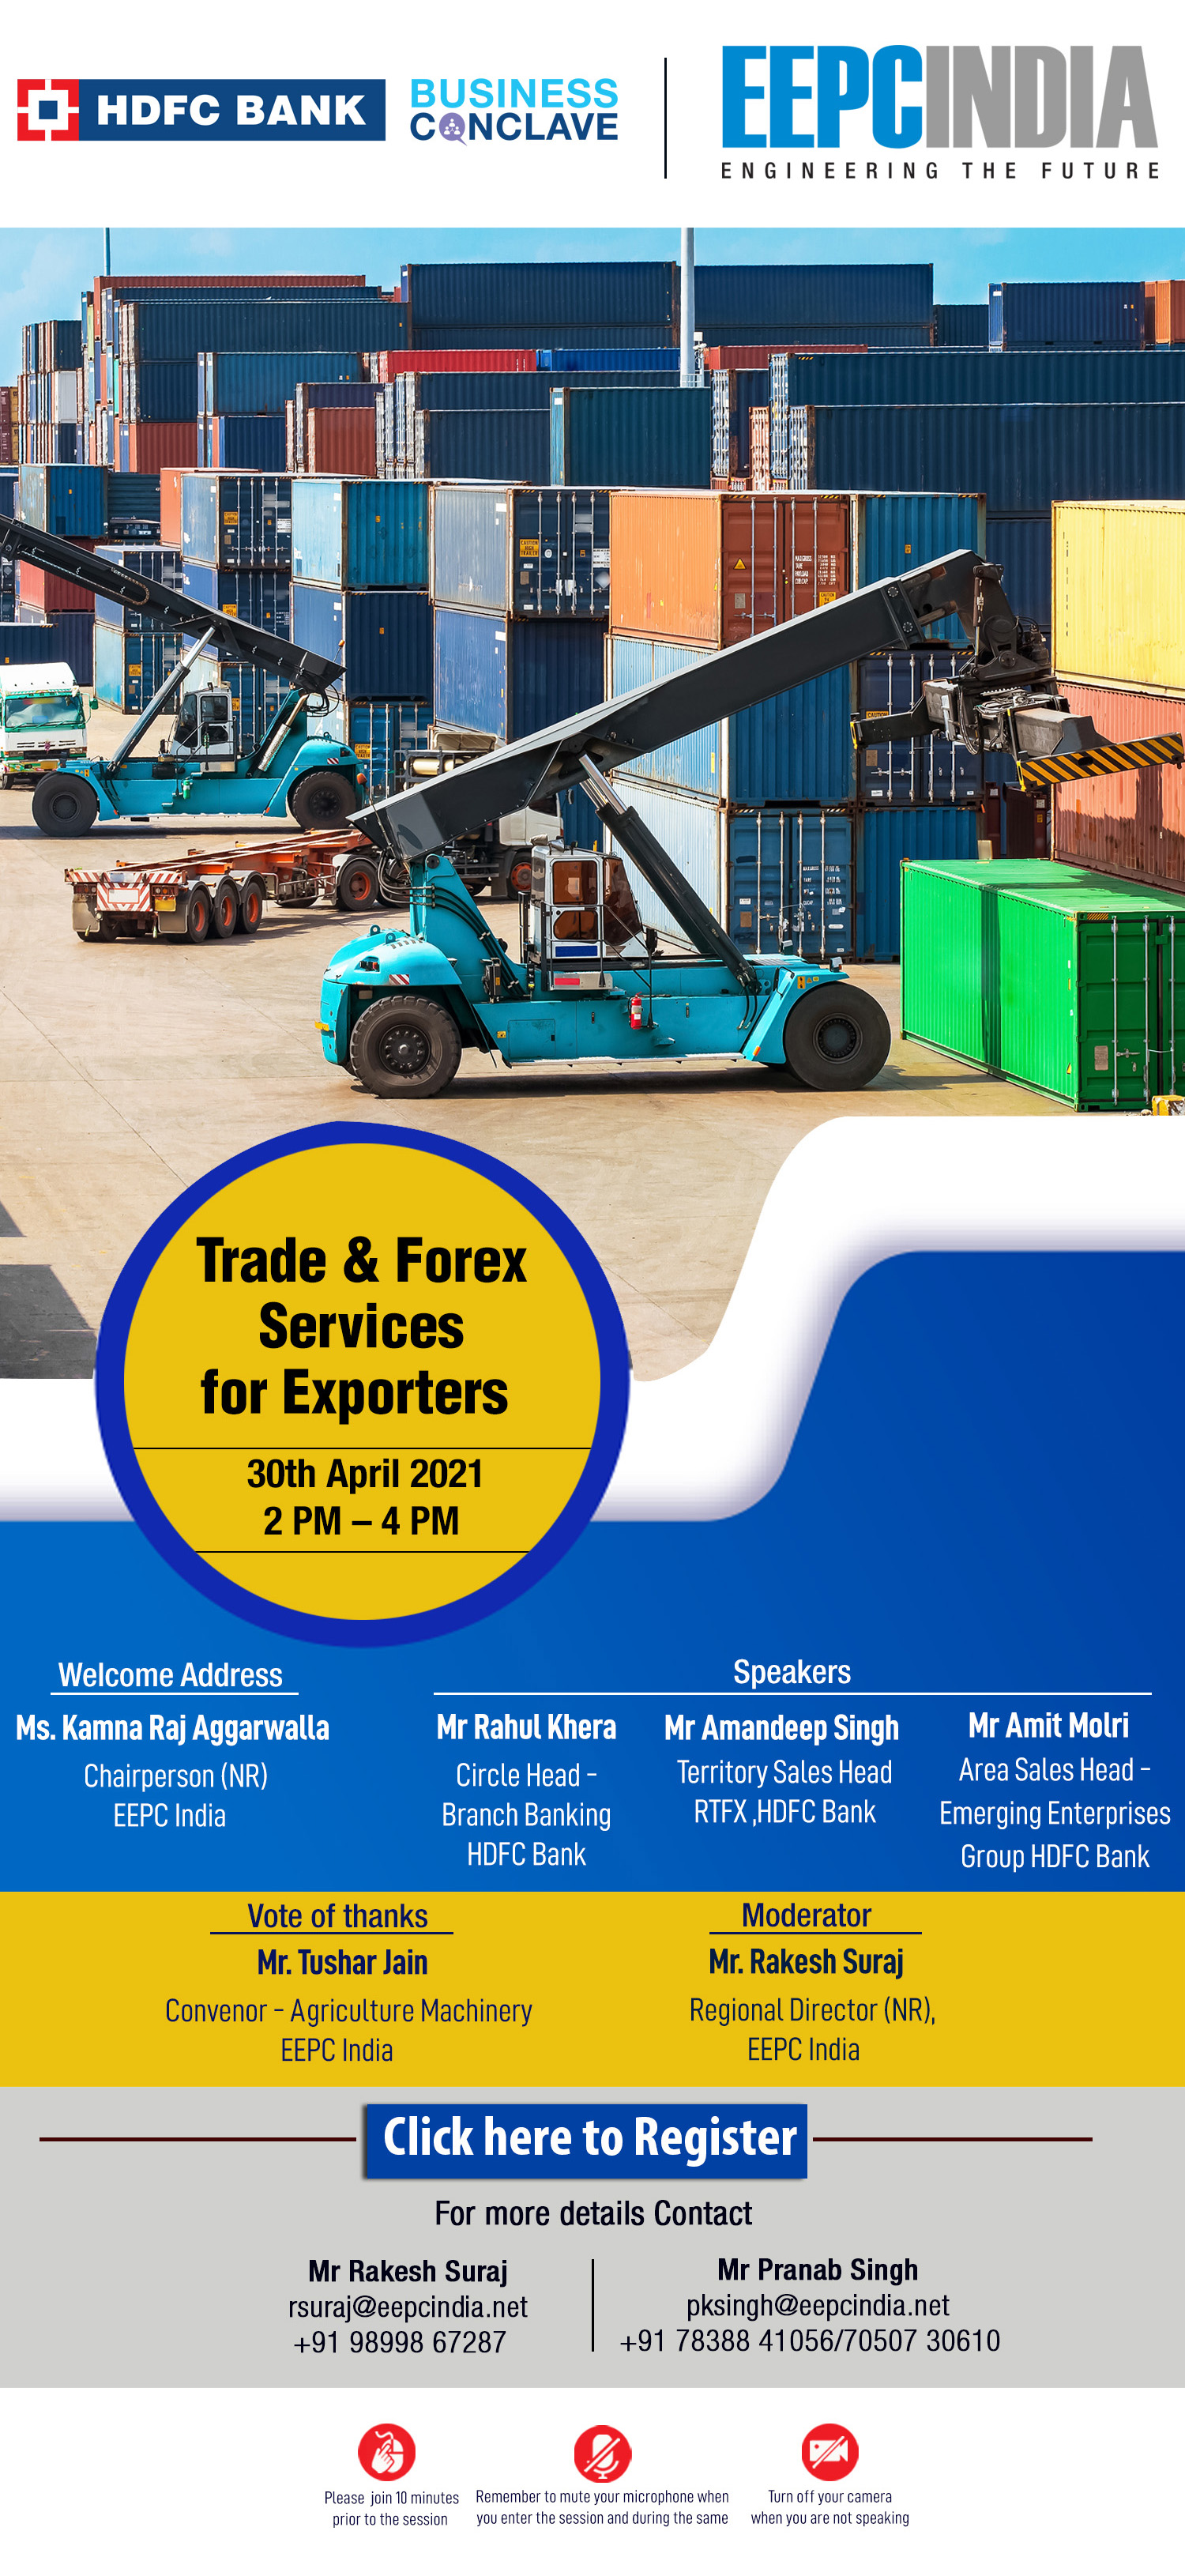 HDFC BANK
BUSINESS
CONCLAVE
EEPCINDIA
ENGINEERING THE FUTURE
Trade & Forex
Services
for Exporters
30th April 2021
2 PM – 4 PM
Welcome Address
Ms. Kamna Raj Aggarwalla
Chairperson (NR)
EEPC India
Speakers
Mr Rahul Khera
Circle Head -
Branch Banking
HDFC Bank
Mr Amandeep Singh
Territory Sales Head
RTFX ,HDFC Bank
Mr Amit Molri
Area Sales Head -
Emerging Enterprises
Group HDFC Bank
Vote of thanks
Mr. Tushar Jain
Convenor - Agriculture Machinery
EEPC India
Moderator
Mr. Rakesh Suraj
Regional Director (NR),
EEPC India
Click here to Register
For more details Contact
Mr Rakesh Suraj
rsuraj@eepcindia.net
+91 98998 67287
Mr Pranab Singh
pksingh@eepcindia.net
+91 78388 41056/70507 30610
Please join 10 minutes
prior to the session
Remember to mute your microphone when
you enter the session and during the same
Turn off your camera
when you are not speaking